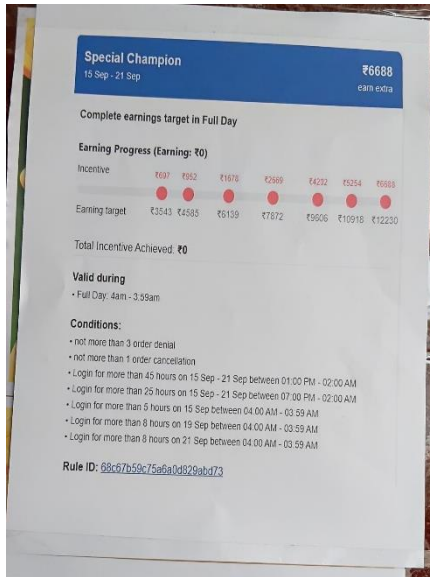 Special Champion
₹6688
15 Sep - 21 Sep
earn extra
Complete earnings target in Full Day
Earning Progress (Earning: ₹0)
Incentive
₹697 ₹952 ₹1678 ₹2569 ₹4232 ₹5254 ₹6688
Earning target
₹3543 ₹4585 ₹6139 ₹7872 ₹9606 ₹10918 ₹12230
Total Incentive Achieved: ₹0
Valid during
• Full Day: 4am - 3:59am
Conditions:
• not more than 3 order denial
• not more than 1 order cancellation
• Login for more than 45 hours on 15 Sep - 21 Sep between 01:00 PM - 02:00 AM
• Login for more than 25 hours on 15 Sep - 21 Sep between 07:00 PM - 02:00 AM
• Login for more than 5 hours on 15 Sep between 04:00 AM - 03:59 AM
• Login for more than 8 hours on 19 Sep between 04:00 AM - 03:59 AM
• Login for more than 8 hours on 21 Sep between 04:00 AM - 03:59 AM
Rule ID: 68c67b59c75a6a0d829abd73